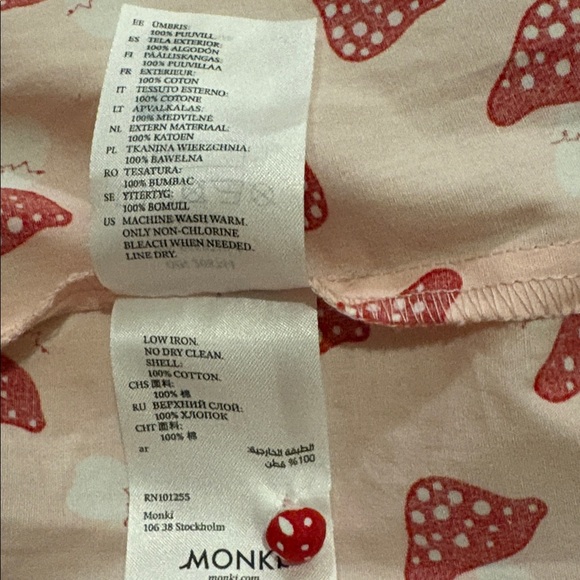 EE ÜMBRIS:
100% PUUVILL
ES TELA EXTERIOR:
100% ALGODÓN
FI PÄÄLLISKANGAS:
100% PUUVILLAA
FR EXTERIEUR:
100% COTON
IT TESSUTO ESTERNO:
100% COTONE
LT APVALKALAS:
100% MEDVILNĖ
NL EXTERN MATERIAAL:
100% KATOEN
PL TKANINA WIERZCHNIA:
100% BAWEŁNA
RO TESATURA:
100% BUMBAC
SE YTTERTYG:
100% BOMULL
US MACHINE WASH WARM.
ONLY NON-CHLORINE
BLEACH WHEN NEEDED.
LINE DRY.
LOW IRON.
NO DRY CLEAN.
SHELL:
100% COTTON.
CHS 面料:
100% 棉
RU ВЕРХНИЙ СЛОЙ:
100% ХЛОПОК
CHT 面料:
100% 棉
ar الطبقة الخارجية:
100% قطن
RN101255
Monki
106 38 Stockholm
MONKI
monki.com